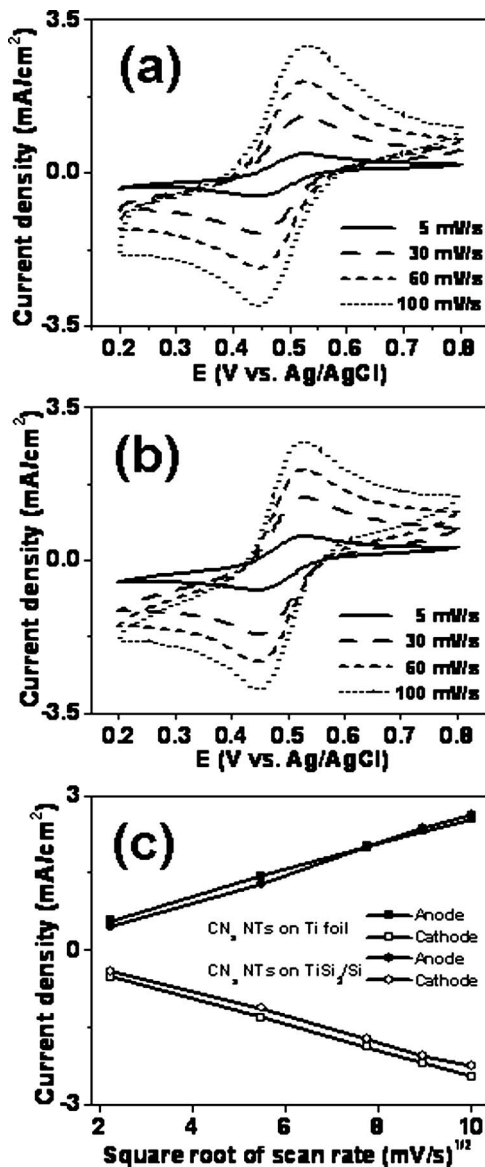 3.5
(a)
Current density (mA/cm²)
0.0
5 mV/s
30 mV/s
60 mV/s
100 mV/s
-3.5
0.2 0.3 0.4 0.5 0.6 0.7 0.8
E (V vs. Ag/AgCl)
3.5
(b)
Current density (mA/cm²)
0.0
5 mV/s
30 mV/s
60 mV/s
100 mV/s
-3.5
0.2 0.3 0.4 0.5 0.6 0.7 0.8
E (V vs. Ag/AgCl)
3
(c)
Current density (mA/cm²)
0
Anode
CNₓ NTs on Ti foil
Cathode
Anode
CNₓ NTs on TiSi₂/Si
Cathode
-3
2 4 6 8 10
Square root of scan rate (mV/s)¹/²